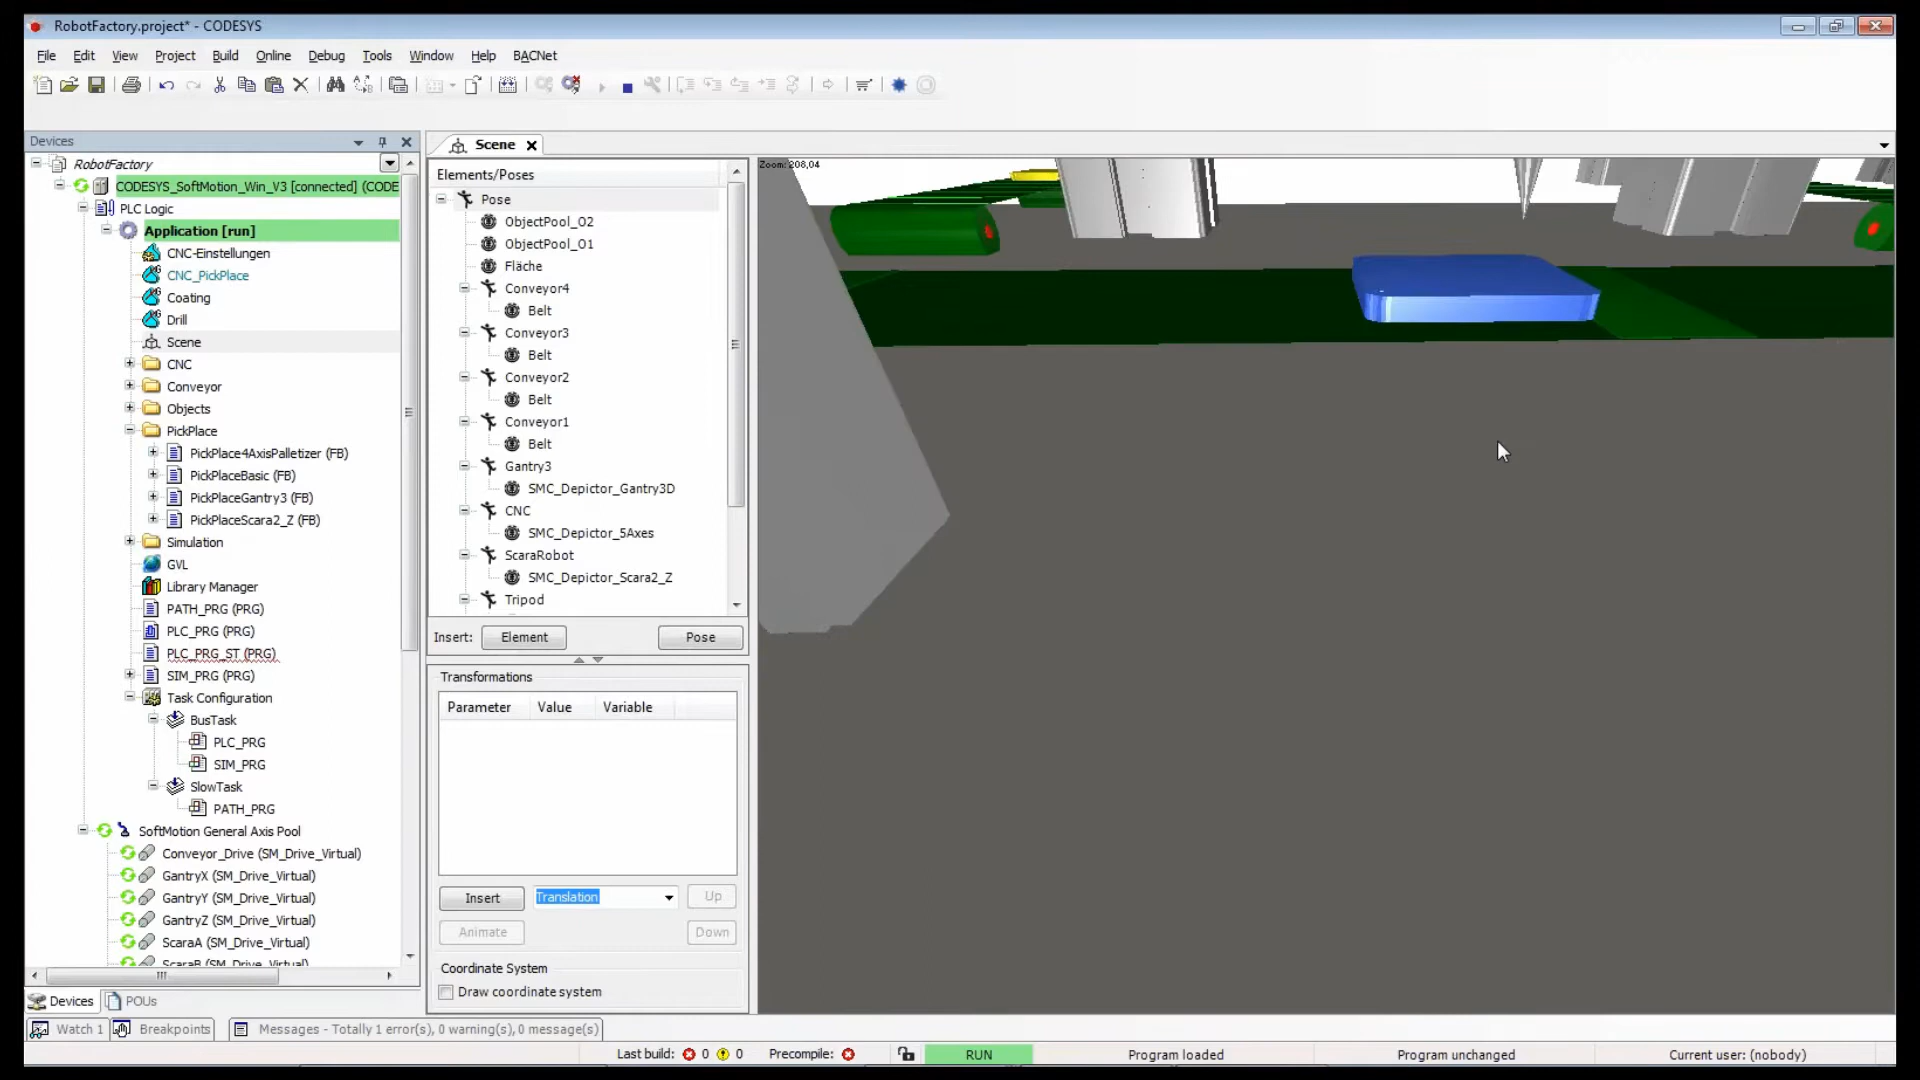 RobotFactory.project* - CODESYS
File Edit View Project Build Online Debug Tools Window Help BACNet
Devices
RobotFactory
CODESYS_SoftMotion_Win_V3 [connected] (CODE
PLC Logic
Application [run]
CNC-Einstellungen
CNC_PickPlace
Coating
Drill
Scene
CNC
Conveyor
Objects
PickPlace
PickPlace4AxisPalletizer (FB)
PickPlaceBasic (FB)
PickPlaceGantry3 (FB)
PickPlaceScara2_Z (FB)
Simulation
GVL
Library Manager
PATH_PRG (PRG)
PLC_PRG (PRG)
PLC_PRG_ST (PRG)
SIM_PRG (PRG)
Task Configuration
BusTask
PLC_PRG
SIM_PRG
SlowTask
PATH_PRG
SoftMotion General Axis Pool
Conveyor_Drive (SM_Drive_Virtual)
GantryX (SM_Drive_Virtual)
GantryY (SM_Drive_Virtual)
GantryZ (SM_Drive_Virtual)
ScaraA (SM_Drive_Virtual)
ScaraB (SM_Drive_Virtual)
Devices POUs
Scene
Elements/Poses
Pose
ObjectPool_O2
ObjectPool_O1
Fläche
Conveyor4
Belt
Conveyor3
Belt
Conveyor2
Belt
Conveyor1
Belt
Gantry3
SMC_Depictor_Gantry3D
CNC
SMC_Depictor_5Axes
ScaraRobot
SMC_Depictor_Scara2_Z
Tripod
Insert: Element Pose
Transformations
Parameter Value Variable
Insert Translation Up
Animate Down
Coordinate System
Draw coordinate system
Zoom: 208,04
Watch 1 Breakpoints Messages - Totally 1 error(s), 0 warning(s), 0 message(s)
Last build: 0 0 Precompile: RUN Program loaded Program unchanged Current user: (nobody)